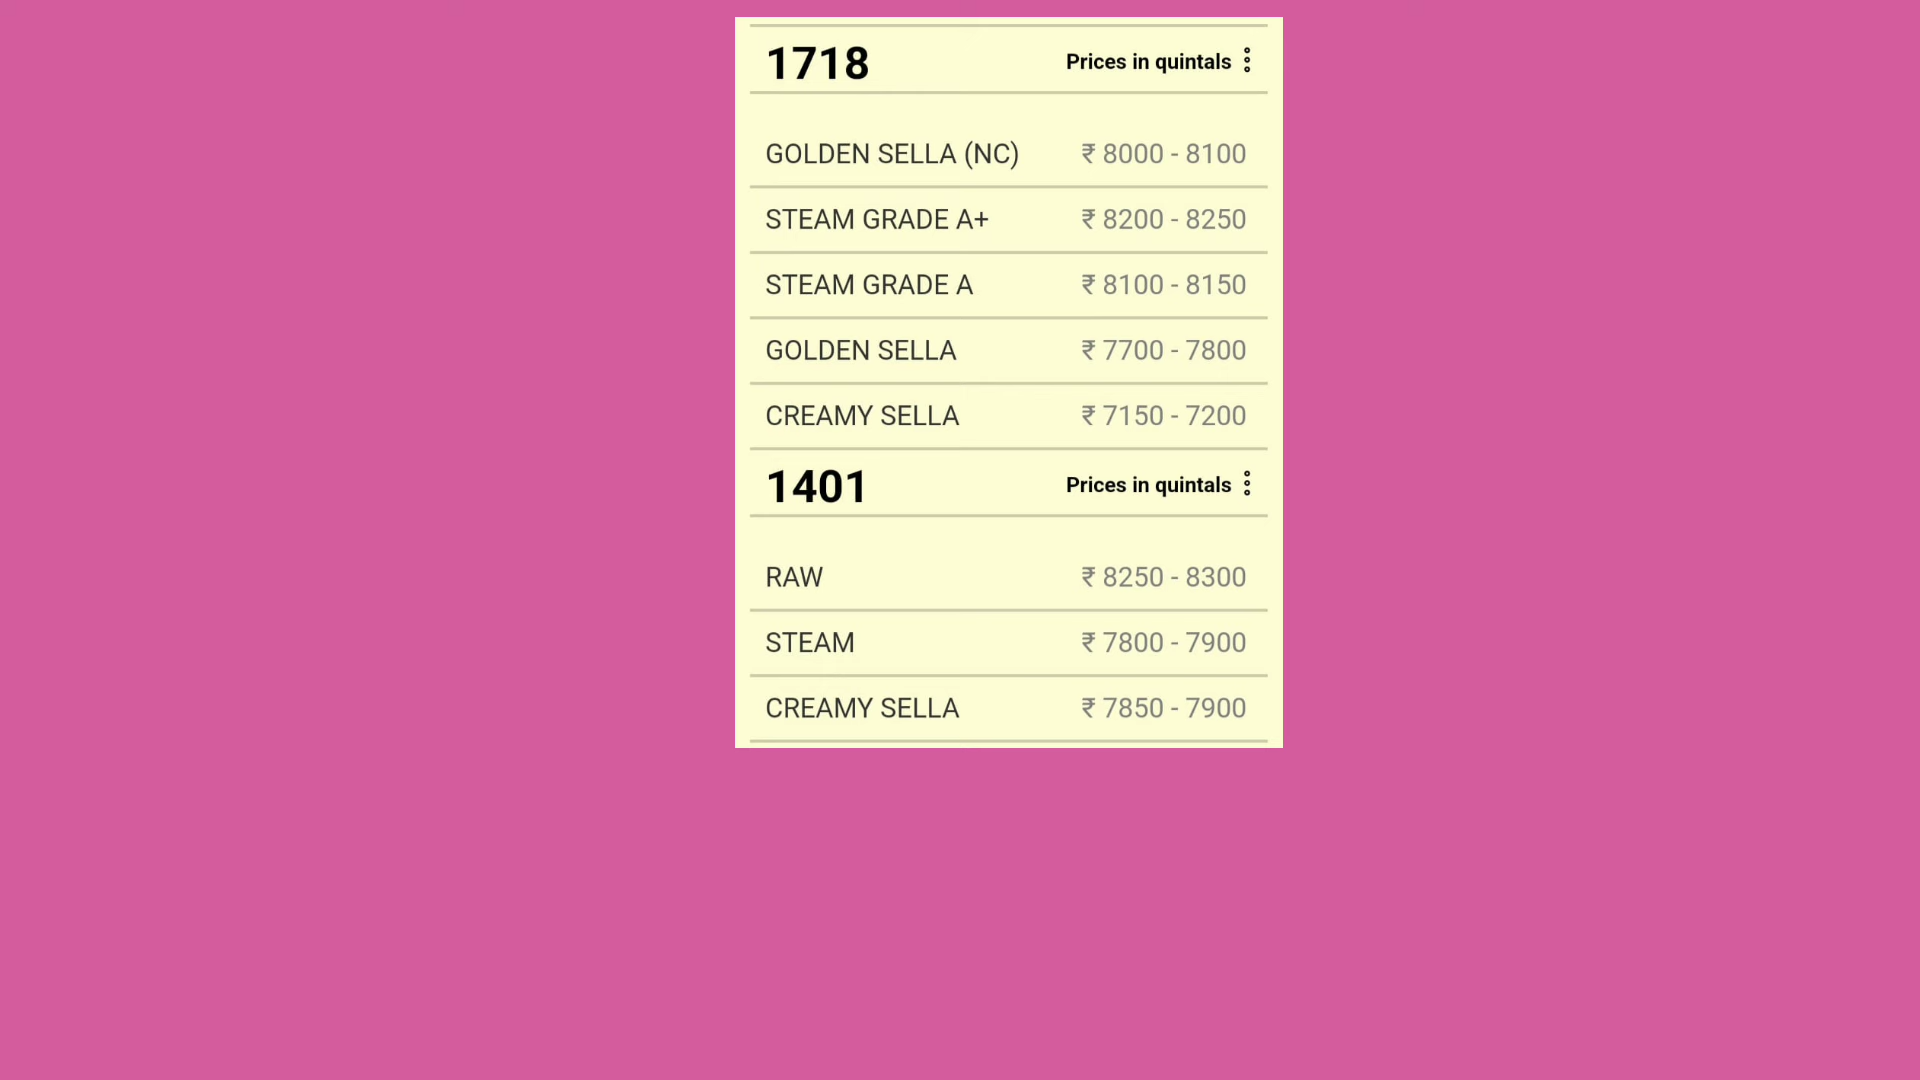 1718 Prices in quintals
GOLDEN SELLA (NC) ₹ 8000 - 8100
STEAM GRADE A+ ₹ 8200 - 8250
STEAM GRADE A ₹ 8100 - 8150
GOLDEN SELLA ₹ 7700 - 7800
CREAMY SELLA ₹ 7150 - 7200
1401 Prices in quintals
RAW ₹ 8250 - 8300
STEAM ₹ 7800 - 7900
CREAMY SELLA ₹ 7850 - 7900